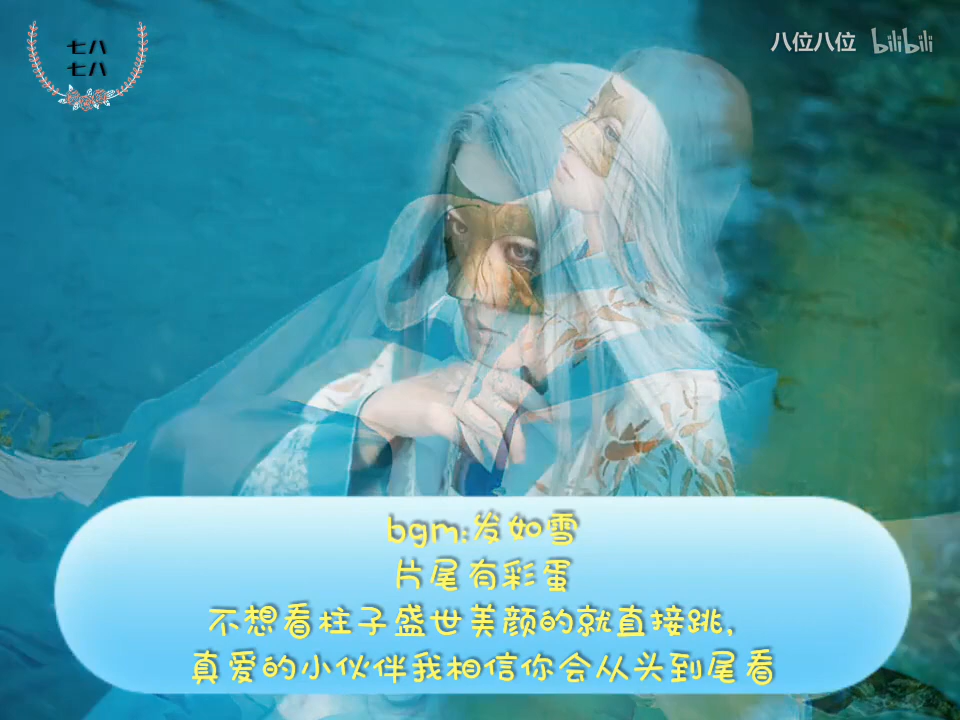 七八
七八
八位八位 bilibili
bgm:发如雪
片尾有彩蛋
不想看柱子盛世美颜的就直接跳,
真爱的小伙伴我相信你会从头到尾看